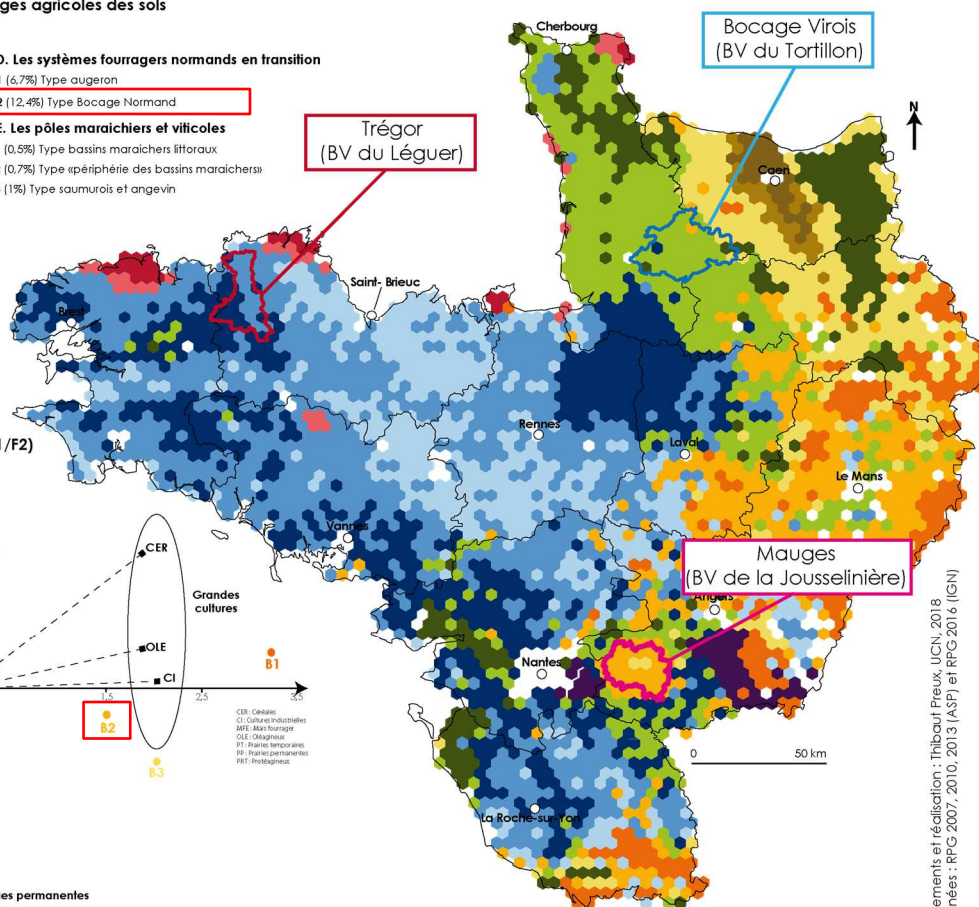 ges agricoles des sols
D. Les systèmes fourragers normands en transition
(6,7%) Type augeron
2 (12,4%) Type Bocage Normand
E. Les pôles maraichers et viticoles
(0,5%) Type bassins maraichers littoraux
(0,7%) Type «périphérie des bassins maraichers»
(1%) Type saumurois et angevin
Cherbourg
Bocage Virois
(BV du Tortillon)
Trégor
(BV du Léguer)
N
Caen
Saint- Brieuc
Brest
1/F2)
Rennes
Laval
Le Mans
Vannes
Mauges
(BV de la Jousselinière)
Angers
Nantes
La Roche-sur-Yon
50 km
CER
Grandes
cultures
OLE
B1
CI
1,5
2,5
3,5
B2
B3
CER : Céréales
CI : Cultures industrielles
MFE : Maïs fourrager
OLE : Oléagineux
PT : Prairies temporaires
PP : Prairies permanentes
PRT : Protéagineux
ies permanentes
ements et réalisation : Thibaut Preux, UCN, 2018
nées : RPG 2007, 2010, 2013 (ASP) et RPG 2016 (IGN)